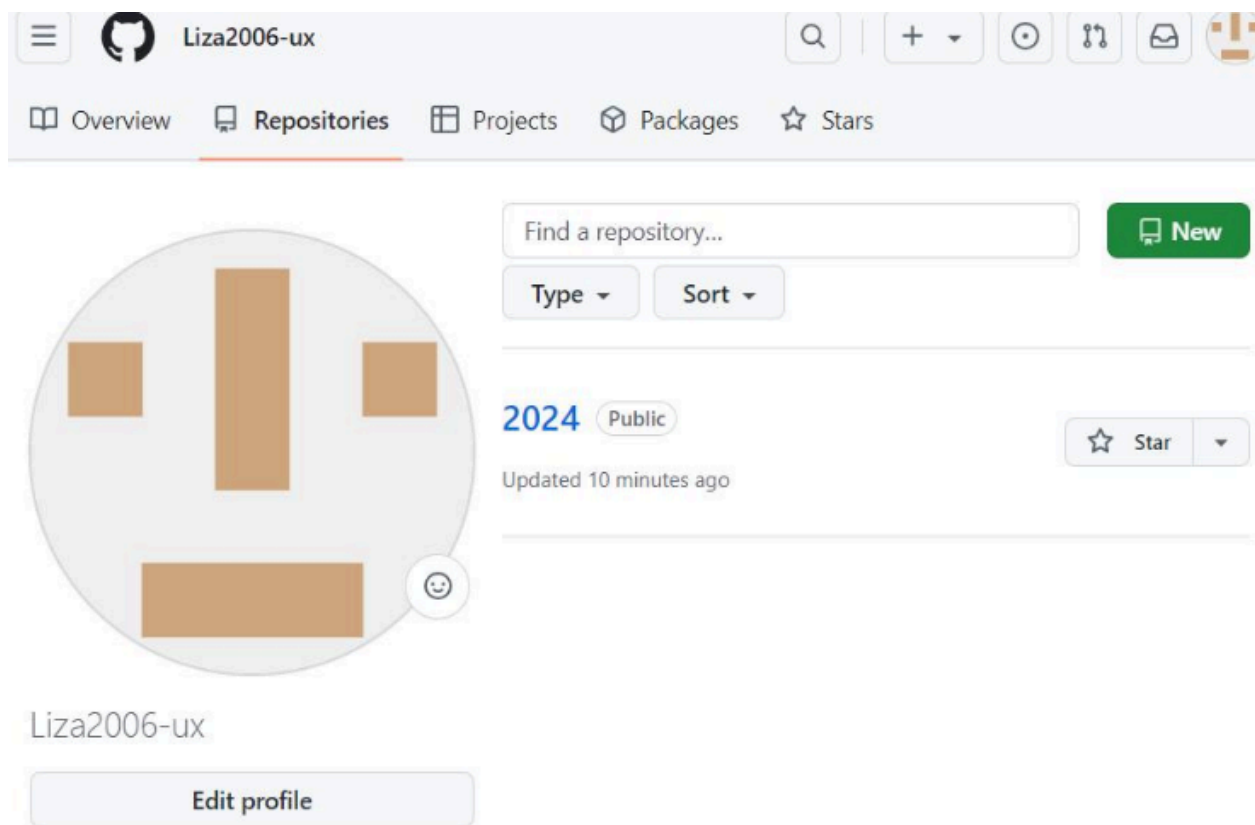 Liza2006-ux
Overview Repositories Projects Packages Stars
Find a repository... New
Type Sort
2024 Public
Star
Updated 10 minutes ago
Liza2006-ux
Edit profile